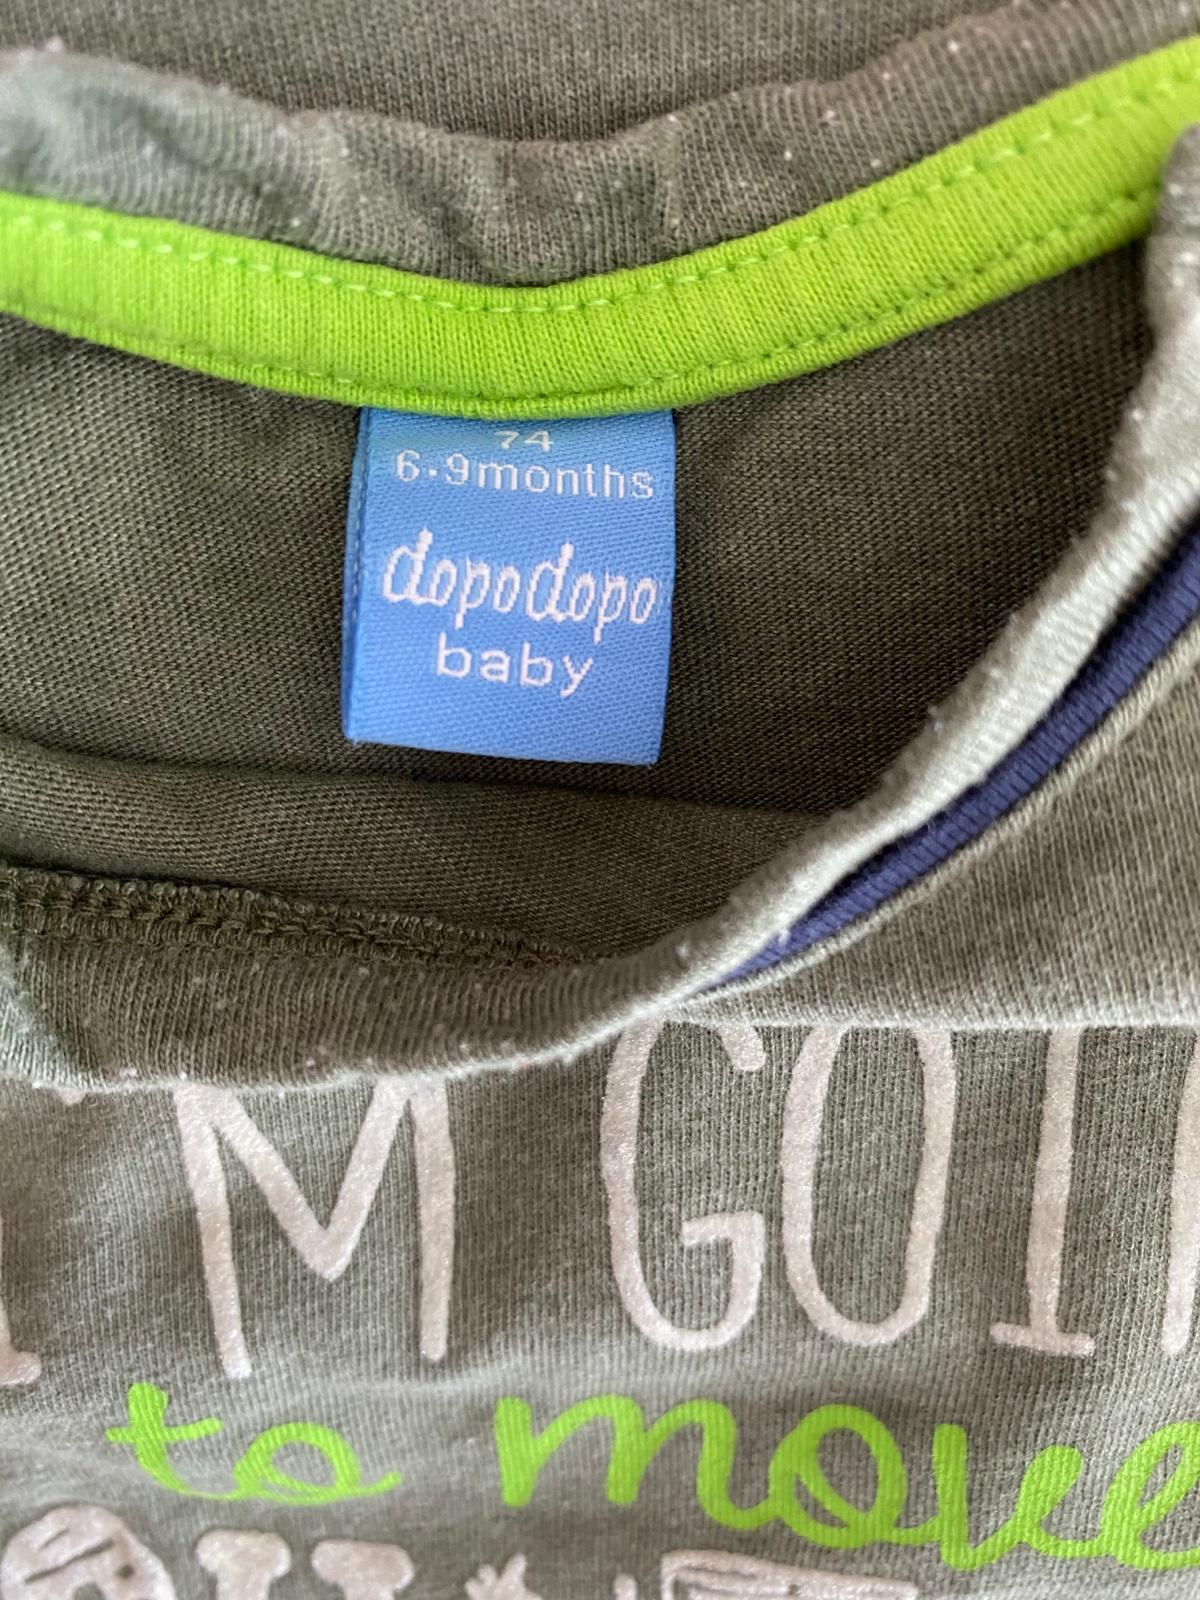 74
6-9months
dopodopo
baby
I'M GOI
to move